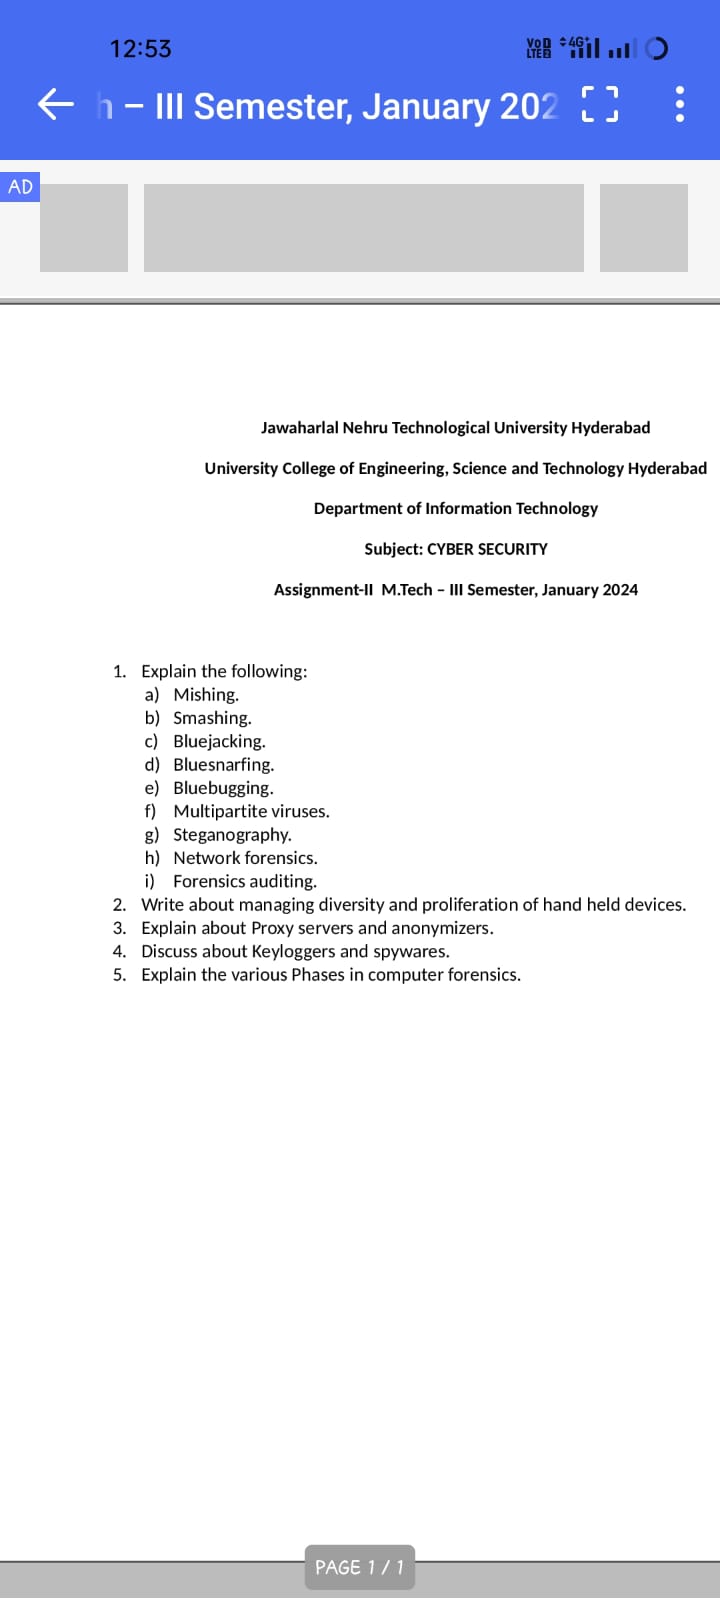 12:53
VoD LTE2 4G+
h – III Semester, January 202
AD
Jawaharlal Nehru Technological University Hyderabad
University College of Engineering, Science and Technology Hyderabad
Department of Information Technology
Subject: CYBER SECURITY
Assignment-II M.Tech – III Semester, January 2024
1. Explain the following:
a) Mishing.
b) Smashing.
c) Bluejacking.
d) Bluesnarfing.
e) Bluebugging.
f) Multipartite viruses.
g) Steganography.
h) Network forensics.
i) Forensics auditing.
2. Write about managing diversity and proliferation of hand held devices.
3. Explain about Proxy servers and anonymizers.
4. Discuss about Keyloggers and spywares.
5. Explain the various Phases in computer forensics.
PAGE 1 / 1